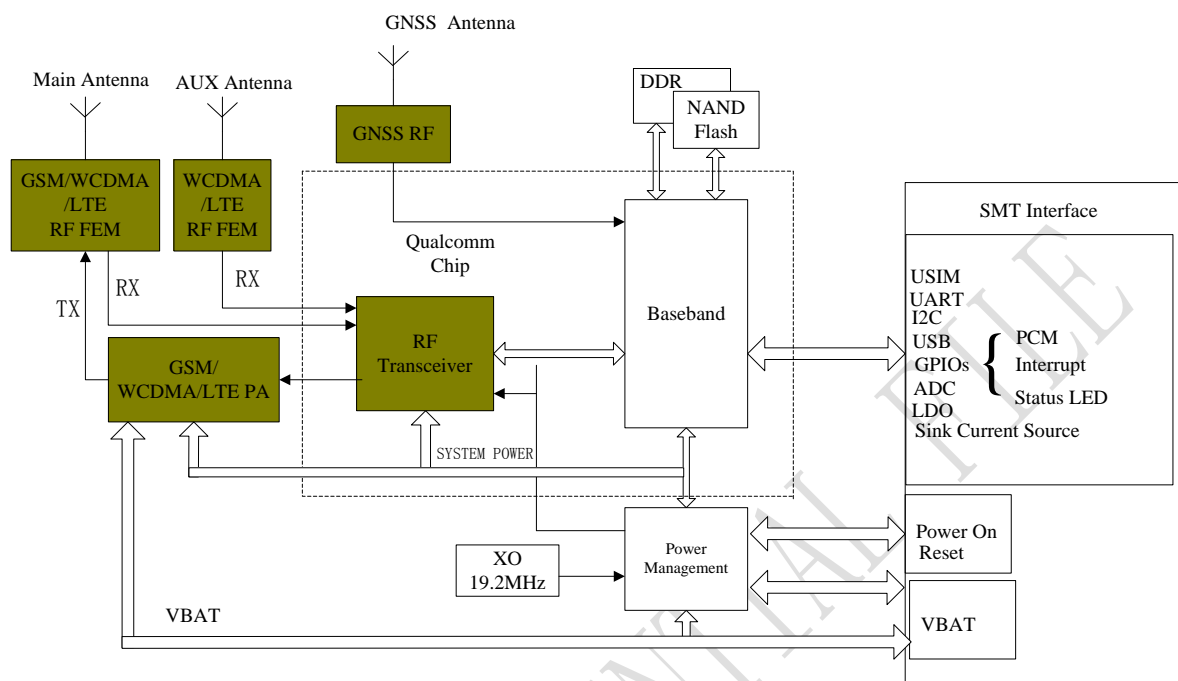 GNSS Antenna
Main Antenna
AUX Antenna
DDR
NAND
Flash
GNSS RF
GSM/WCDMA
/LTE
RF FEM
WCDMA
/LTE
RF FEM
SMT Interface
Qualcomm
Chip
TX
RX
RX
Baseband
USIM
UART
I2C
USB
GPIOs
ADC
LDO
Sink Current Source
{
PCM
Interrupt
Status LED
RF
Transceiver
GSM/
WCDMA/LTE PA
SYSTEM POWER
Power
Management
Power On
Reset
XO
19.2MHz
VBAT
VBAT
NTIAL FILE